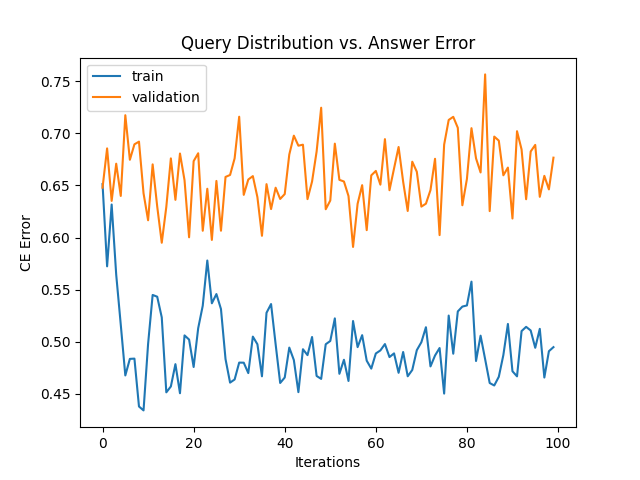 Query Distribution vs. Answer Error
train
validation
0.75
0.70
0.65
0.60
0.55
0.50
0.45
CE Error
0 20 40 60 80 100
Iterations